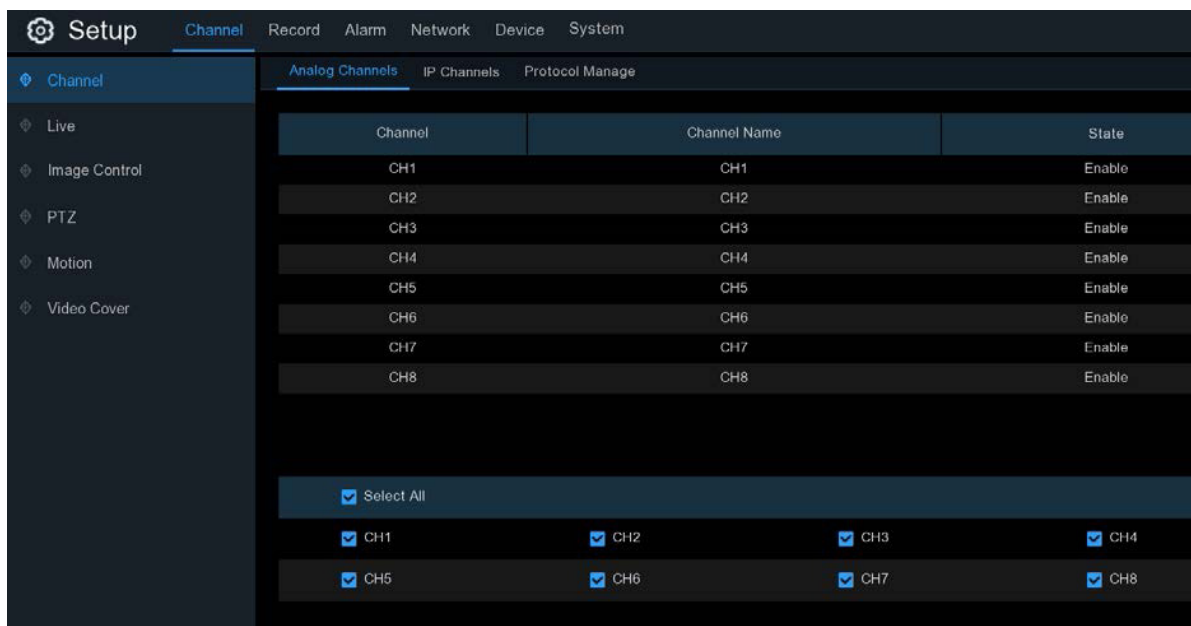 Setup Channel Record Alarm Network Device System
Channel Analog Channels IP Channels Protocol Manage
Live
Image Control
PTZ
Motion
Video Cover
Channel Channel Name State
CH1 CH1 Enable
CH2 CH2 Enable
CH3 CH3 Enable
CH4 CH4 Enable
CH5 CH5 Enable
CH6 CH6 Enable
CH7 CH7 Enable
CH8 CH8 Enable
Select All
CH1 CH2 CH3 CH4
CH5 CH6 CH7 CH8